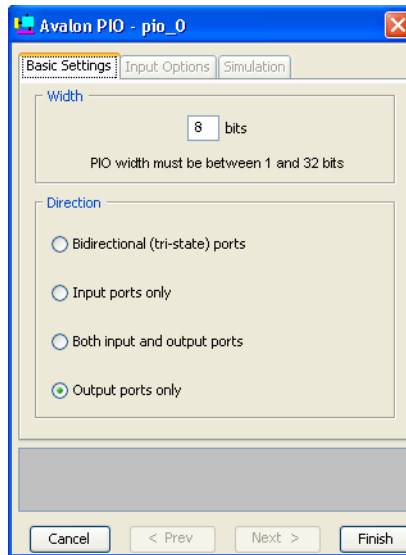 Avalon PIO - pio_0
Basic Settings Input Options Simulation
Width
8 bits
PIO width must be between 1 and 32 bits
Direction
Bidirectional (tri-state) ports
Input ports only
Both input and output ports
Output ports only
Cancel < Prev Next > Finish